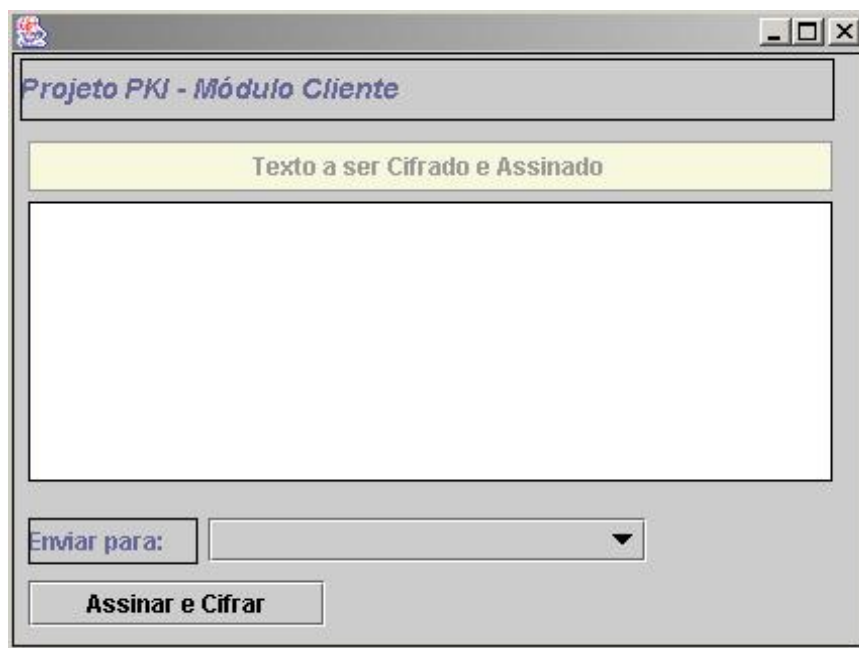 Projeto PKI - Módulo Cliente
Texto a ser Cifrado e Assinado
Enviar para:
Assinar e Cifrar